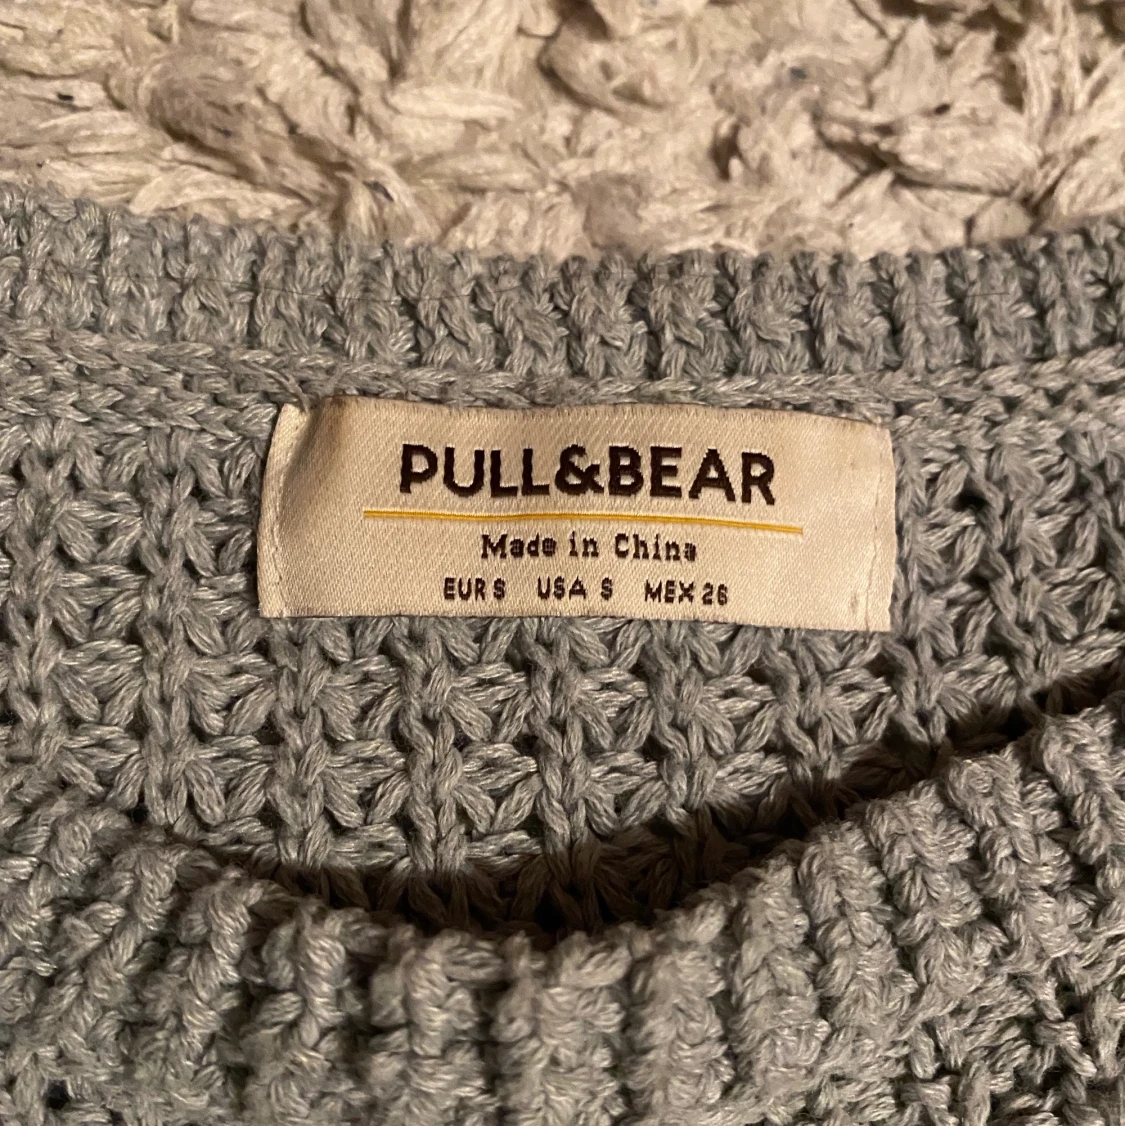 PULL&BEAR
Made in China
EUR S USA S MEX 26